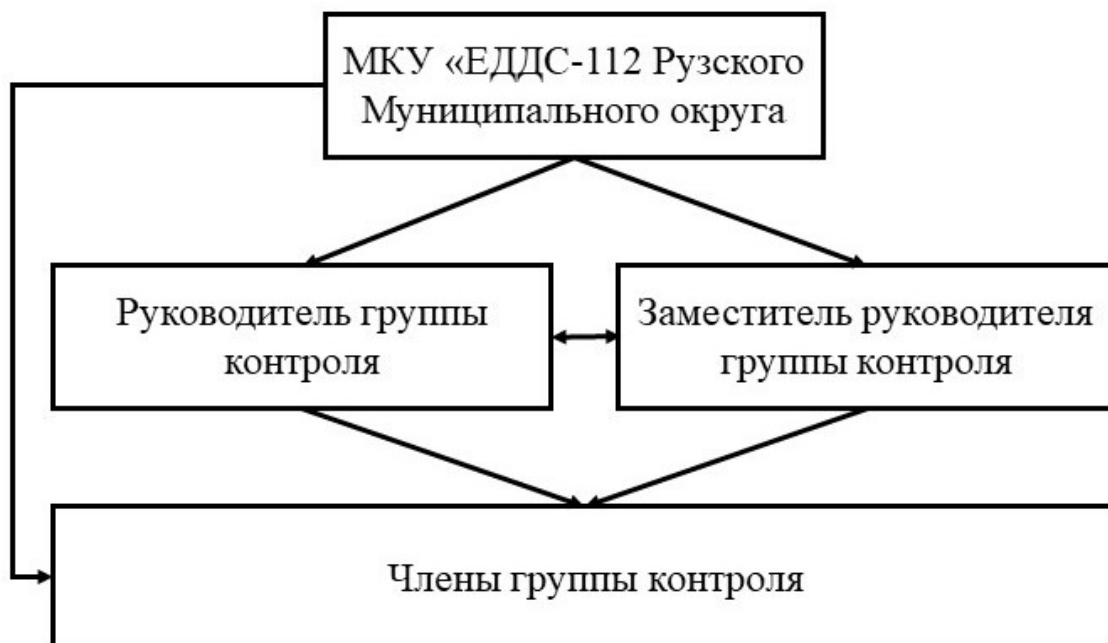 МКУ «ЕДДС-112 Рузского
Муниципального округа
Руководитель группы
контроля
Заместитель руководителя
группы контроля
Члены группы контроля